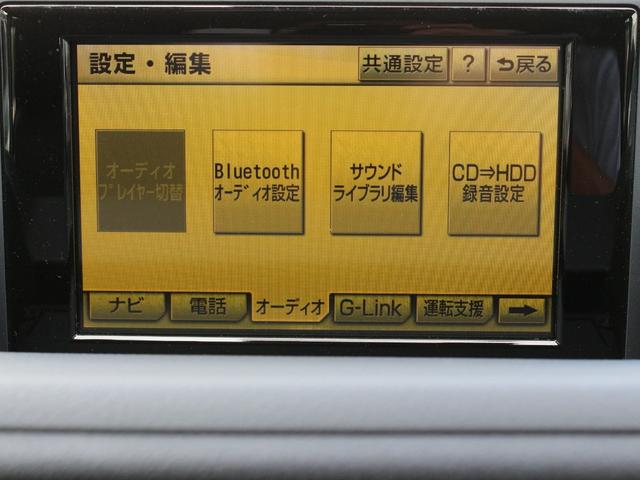 設定・編集
共通設定
?
戻る
オーディオ
プレイヤー切替
Bluetooth
オーディオ設定
サウンド
ライブラリ編集
CD⇒HDD
録音設定
ナビ
電話
オーディオ
G-Link
運転支援